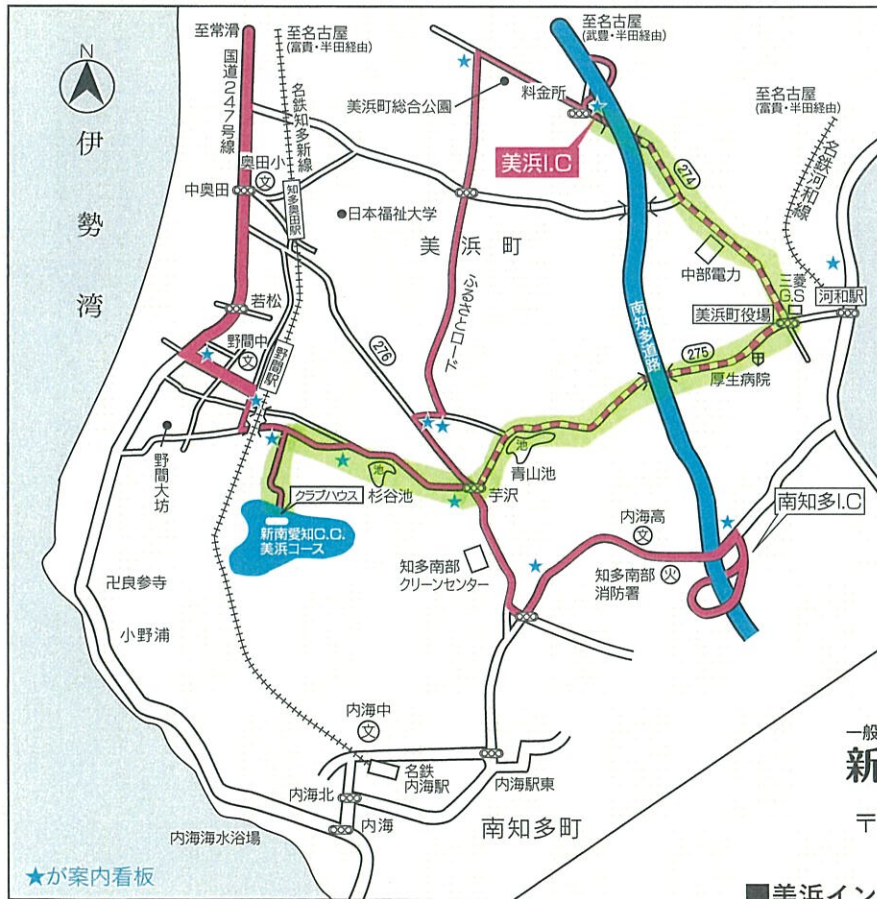 至常滑
国道247号線
N
伊勢湾
名鉄知多新線
至名古屋
(富貴・半田経由)
奥田小
文
中奥田
知多奥田駅
日本福祉大学
美浜町総合公園
料金所
至名古屋
(武豊・半田経由)
美浜I.C
274
至名古屋
(富貴・半田経由)
名鉄河和線
美浜町
中部電力
三菱
G.S
河和駅
美浜町役場
若松
野間中
文
野間駅
276
南知多道路
275
厚生病院
野間大坊
池
青山池
クラブハウス
池
杉谷池
芋沢
新南愛知C.C.
美浜コース
内海高
文
南知多I.C
知多南部
クリーンセンター
知多南部
消防署
火
卍良参寺
小野浦
内海中
文
名鉄
内海駅
内海駅東
内海北
内海
南知多町
内海海水浴場
★が案内看板
一般
新
〒
■美浜イン